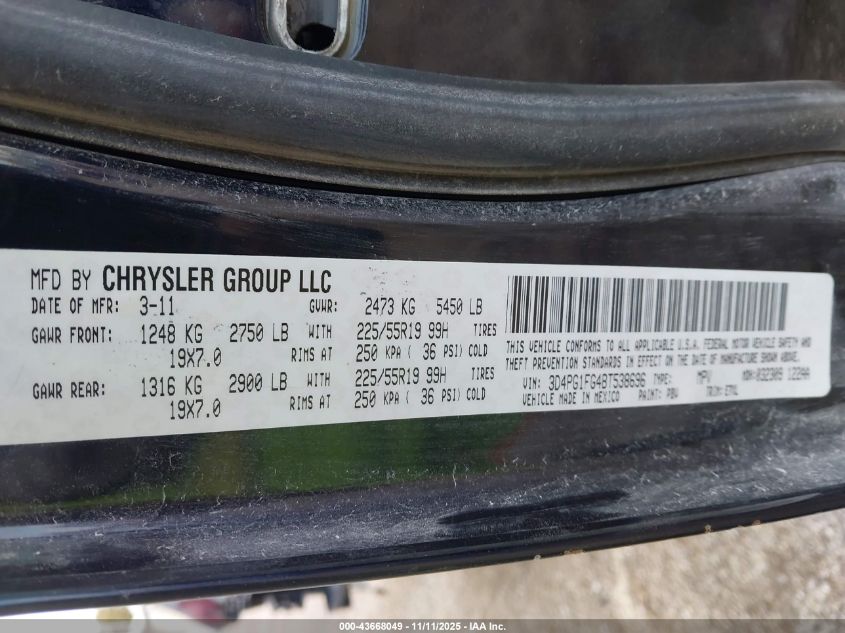 MFD BY CHRYSLER GROUP LLC
DATE OF MFR: 3-11 GVWR: 2473 KG 5450 LB
GAWR FRONT: 1248 KG 2750 LB WITH 225/55R19 99H TIRES
19X7.0 RIMS AT 250 KPA ( 36 PSI) COLD
GAWR REAR: 1316 KG 2900 LB WITH 225/55R19 99H TIRES
19X7.0 RIMS AT 250 KPA ( 36 PSI) COLD
THIS VEHICLE CONFORMS TO ALL APPLICABLE U.S.A. FEDERAL MOTOR VEHICLE SAFETY AND
THEFT PREVENTION STANDARDS IN EFFECT ON THE DATE OF MANUFACTURE SHOWN ABOVE.
VIN: 3D4PG1FG4BT538696 TYPE: MPV MDH:032309 122AA
VEHICLE MADE IN MEXICO PAINT: PBV TRIM:
000-43668049 - 11/11/2025 - IAA Inc.